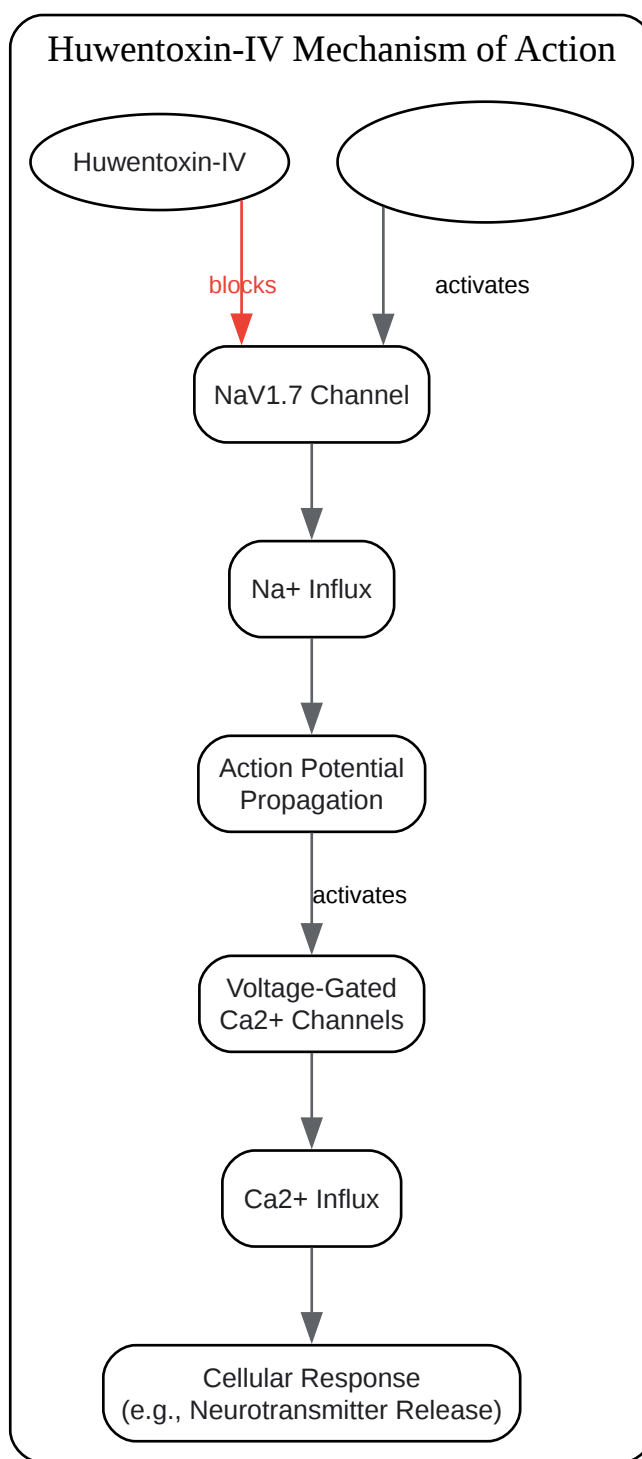 Huwentoxin-IV Mechanism of Action
Huwentoxin-IV
blocks
activates
NaV1.7 Channel
Na+ Influx
Action Potential
Propagation
activates
Voltage-Gated
Ca2+ Channels
Ca2+ Influx
Cellular Response
(e.g., Neurotransmitter Release)